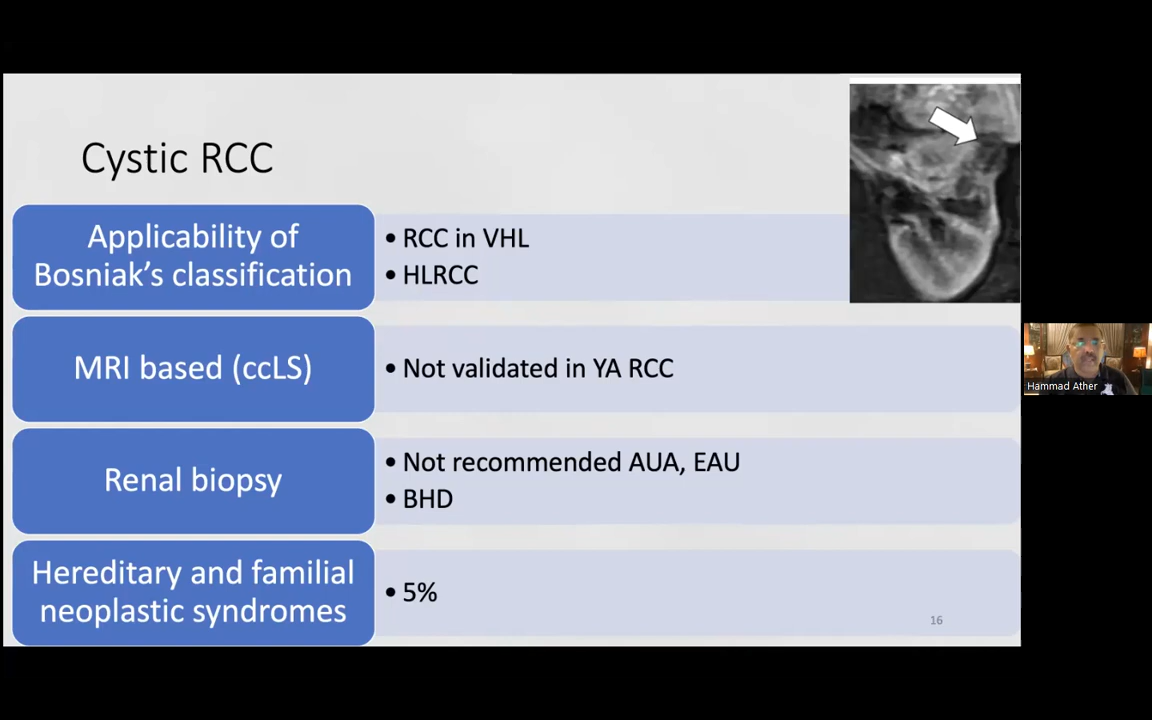 Cystic RCC
Applicability of
Bosniak’s classification
• RCC in VHL
• HLRCC
MRI based (ccLS)
• Not validated in YA RCC
Renal biopsy
• Not recommended AUA, EAU
• BHD
Hereditary and familial
neoplastic syndromes
• 5%
16
Hammad Ather